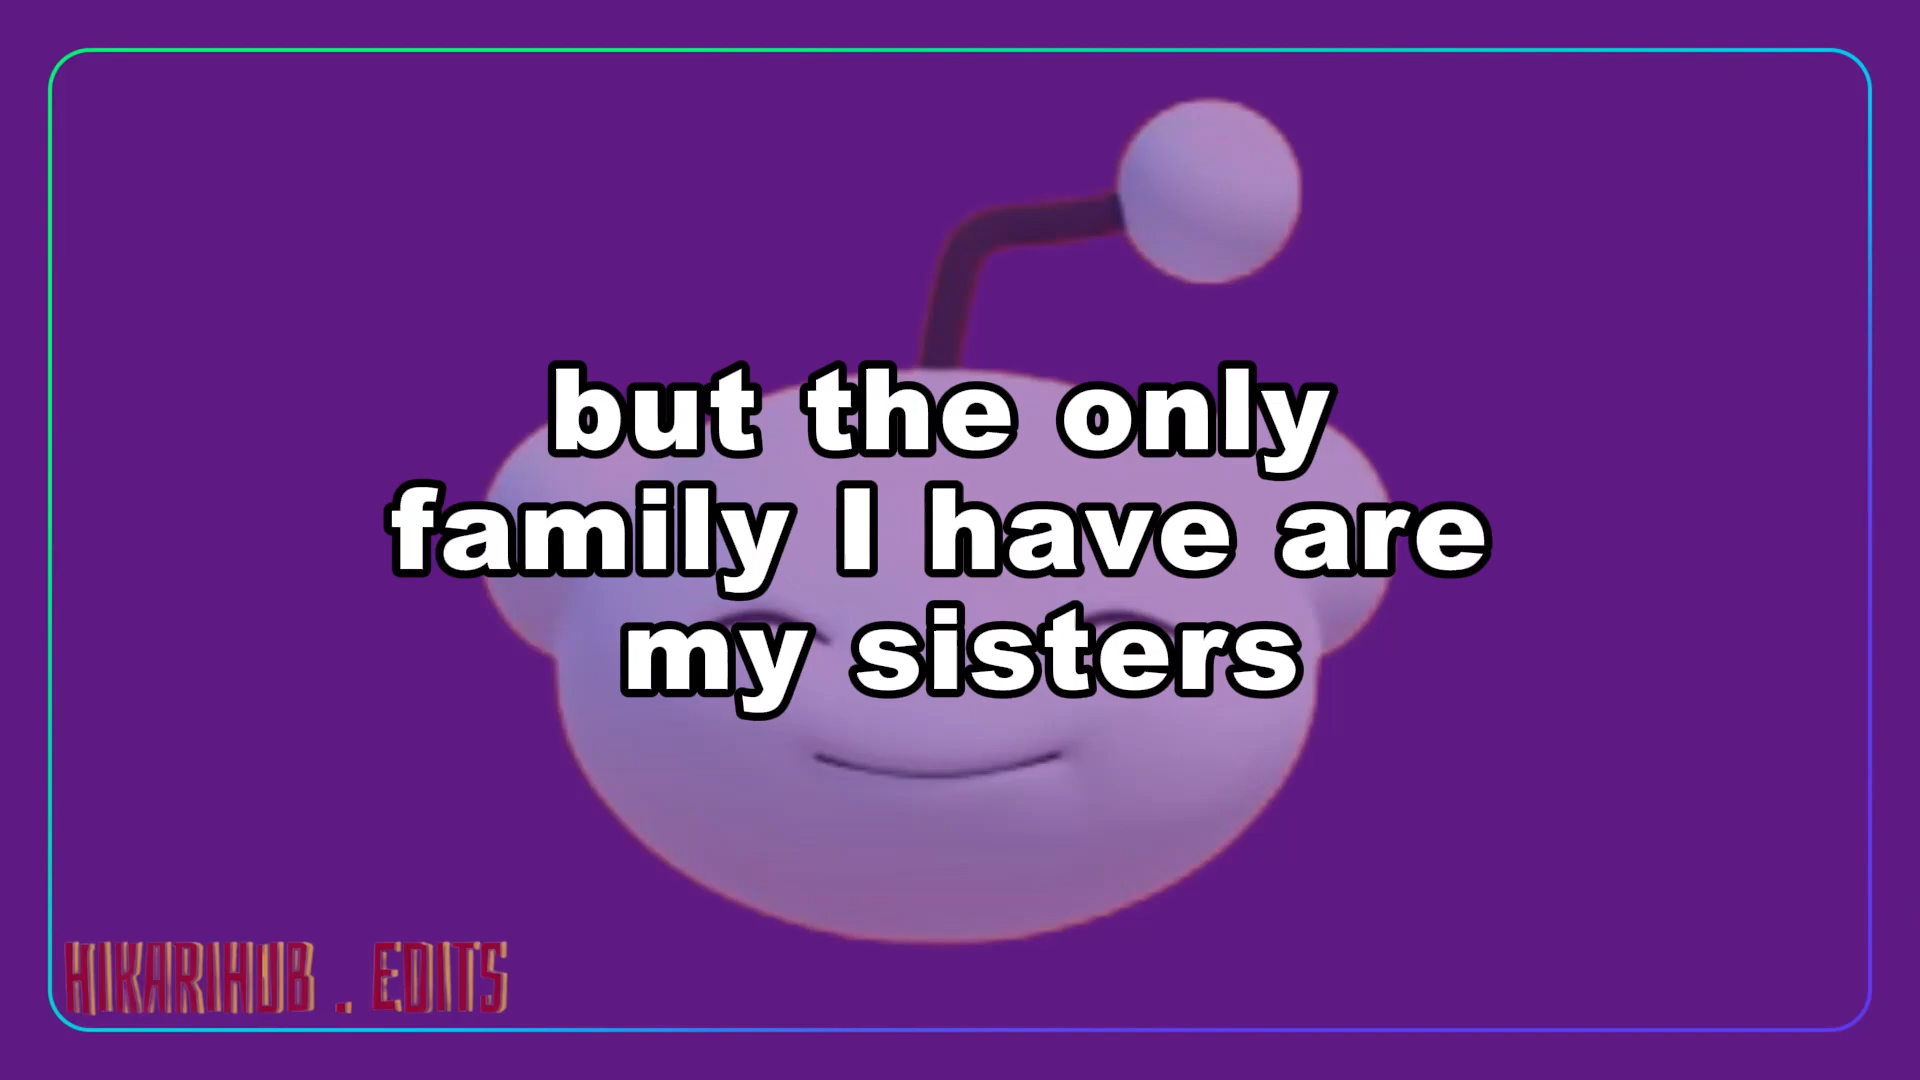 but the only
family I have are
my sisters
HIKARIHUB . EDITS